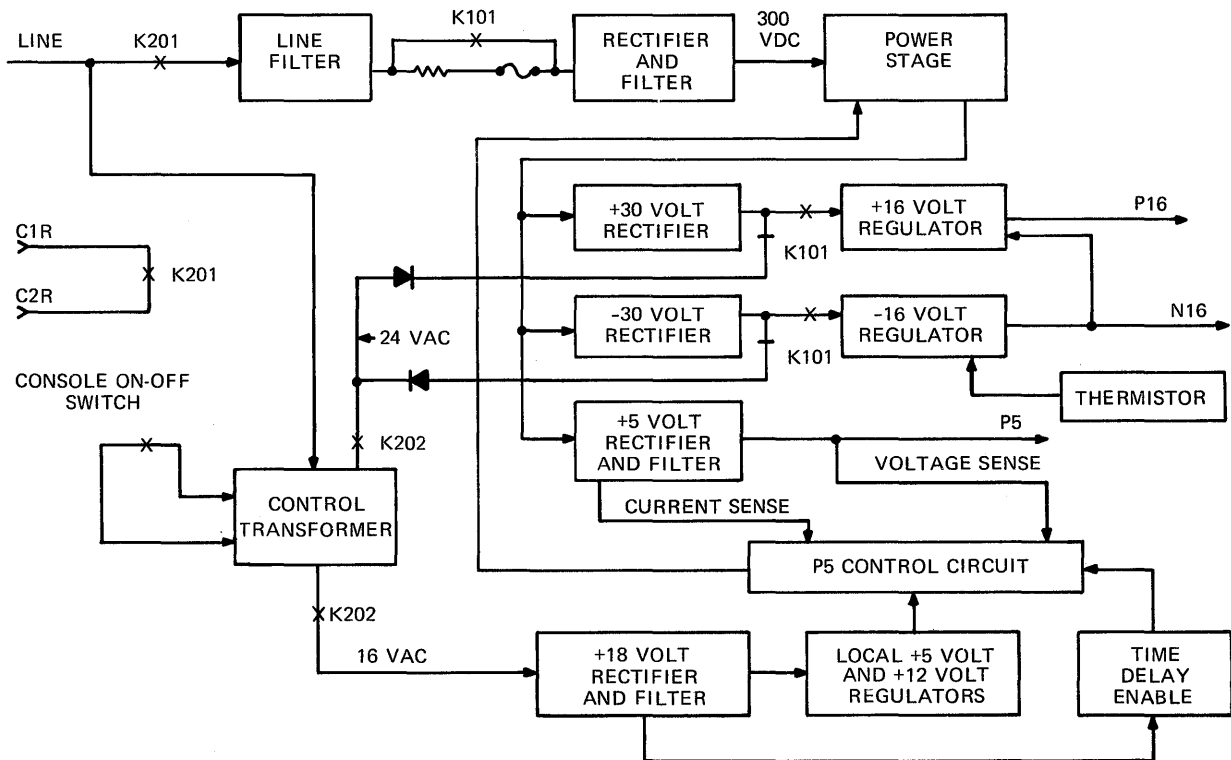 LINE
K201
LINE
FILTER
K101
RECTIFIER
AND
FILTER
300
VDC
POWER
STAGE
C1R
K201
C2R
+30 VOLT
RECTIFIER
K101
+16 VOLT
REGULATOR
P16
24 VAC
-30 VOLT
RECTIFIER
K101
-16 VOLT
REGULATOR
N16
THERMISTOR
CONSOLE ON-OFF
SWITCH
K202
CONTROL
TRANSFORMER
+5 VOLT
RECTIFIER
AND FILTER
P5
VOLTAGE SENSE
CURRENT SENSE
P5 CONTROL CIRCUIT
K202
16 VAC
+18 VOLT
RECTIFIER
AND FILTER
LOCAL +5 VOLT
AND +12 VOLT
REGULATORS
TIME
DELAY
ENABLE